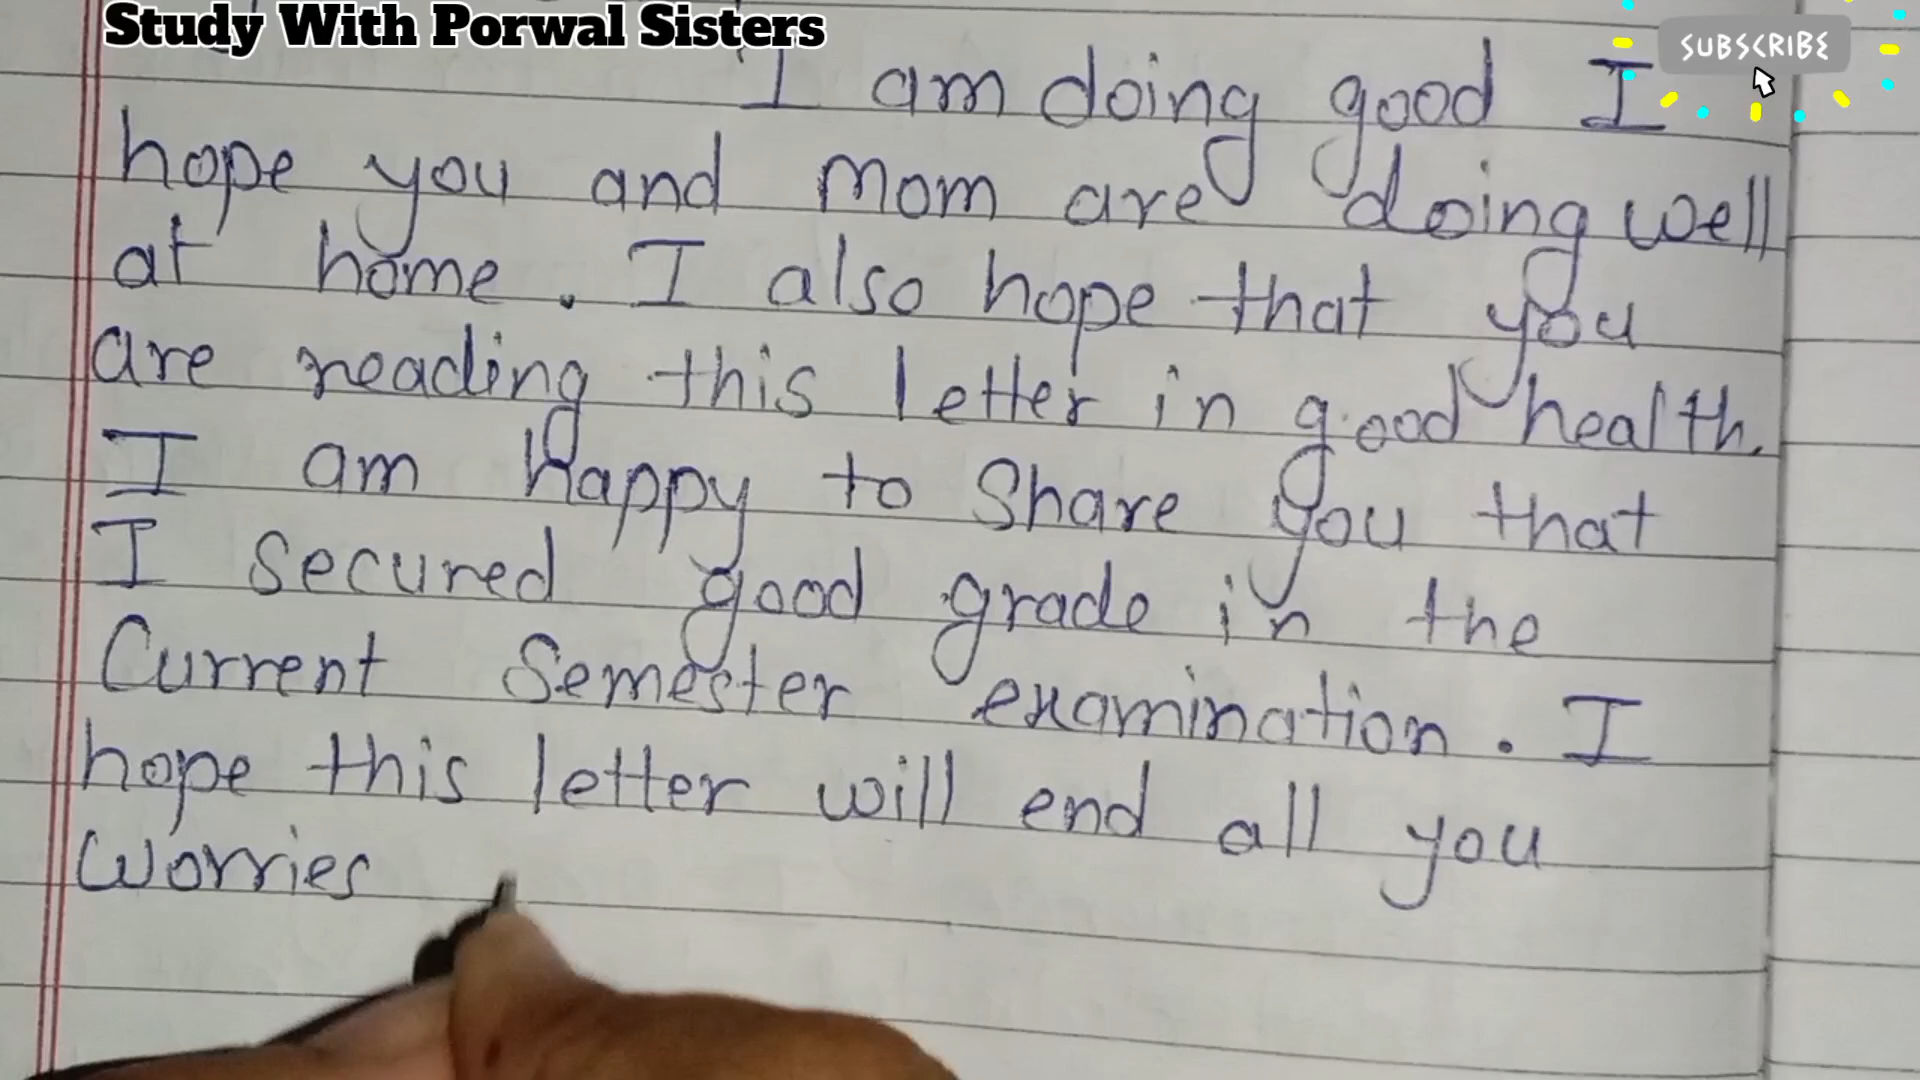 Study With Porwal Sisters
SUBSCRIBE
I am doing good I
hope you and Mom are doing well
at home. I also hope that you
are reading this letter in good health.
I am happy to Share you that
I secured good grade in the
Current Semester examination. I
hope this letter will end all you
Worries